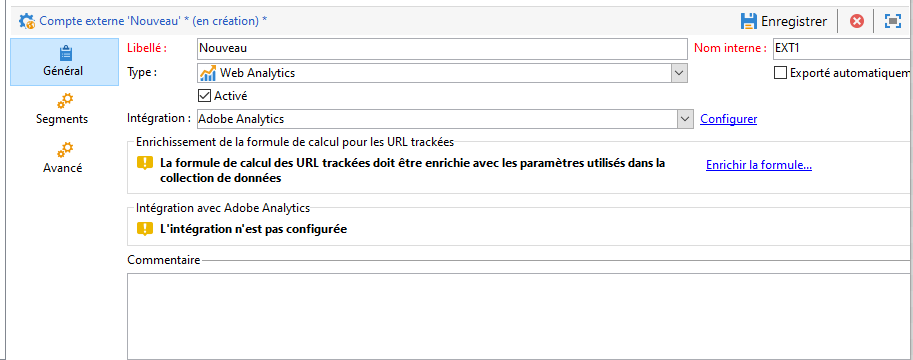 Compte externe 'Nouveau' * (en création) *
Enregistrer
Général
Segments
Avancé
Libellé : Nouveau Nom interne : EXT1
Type : Web Analytics Exporté automatiquem
Activé
Intégration : Adobe Analytics Configurer
Enrichissement de la formule de calcul pour les URL trackées
La formule de calcul des URL trackées doit être enrichie avec les paramètres utilisés dans la
collection de données
Enrichir la formule...
Intégration avec Adobe Analytics
L'intégration n'est pas configurée
Commentaire